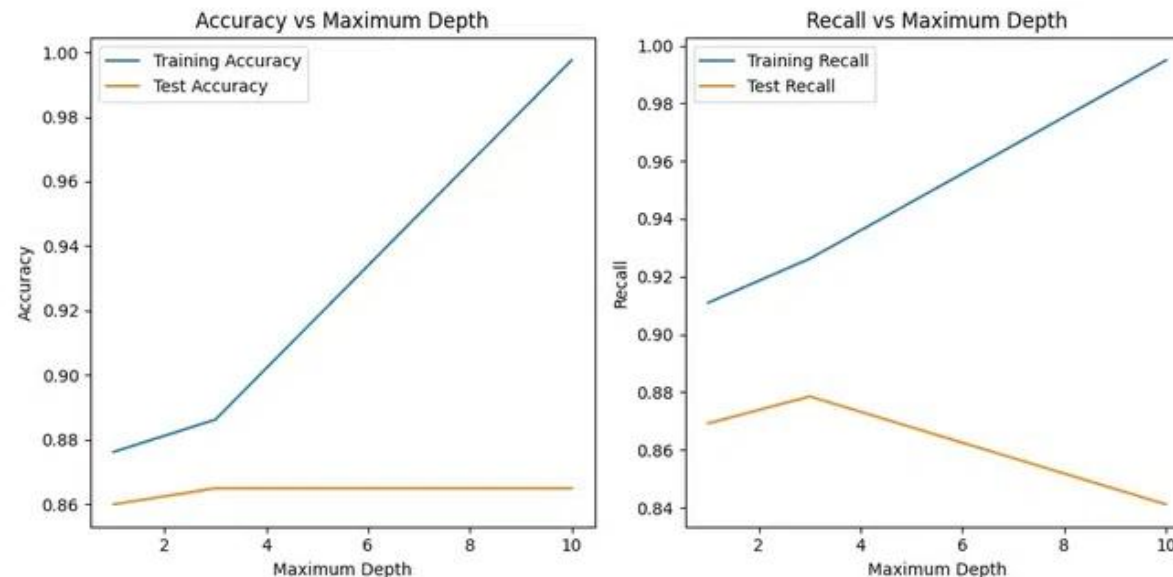 Accuracy vs Maximum Depth
1.00
0.98
0.96
0.94
0.92
0.90
0.88
0.86
Accuracy
Training Accuracy
Test Accuracy
2
4
6
8
10
Maximum Depth
Recall vs Maximum Depth
1.00
0.98
0.96
0.94
0.92
0.90
0.88
0.86
0.84
Recall
Training Recall
Test Recall
2
4
6
8
10
Maximum Depth